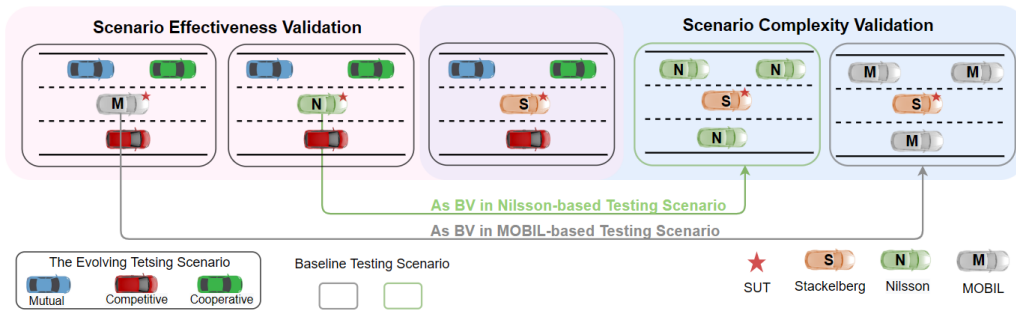 Scenario Effectiveness Validation
Scenario Complexity Validation
M
N
S
N N
S
N
M M
S
M
As BV in Nilsson-based Testing Scenario
As BV in MOBIL-based Testing Scenario
The Evolving Tetsing Scenario
Mutual Competitive Cooperative
Baseline Testing Scenario
SUT
S
Stackelberg
N
Nilsson
M
MOBIL